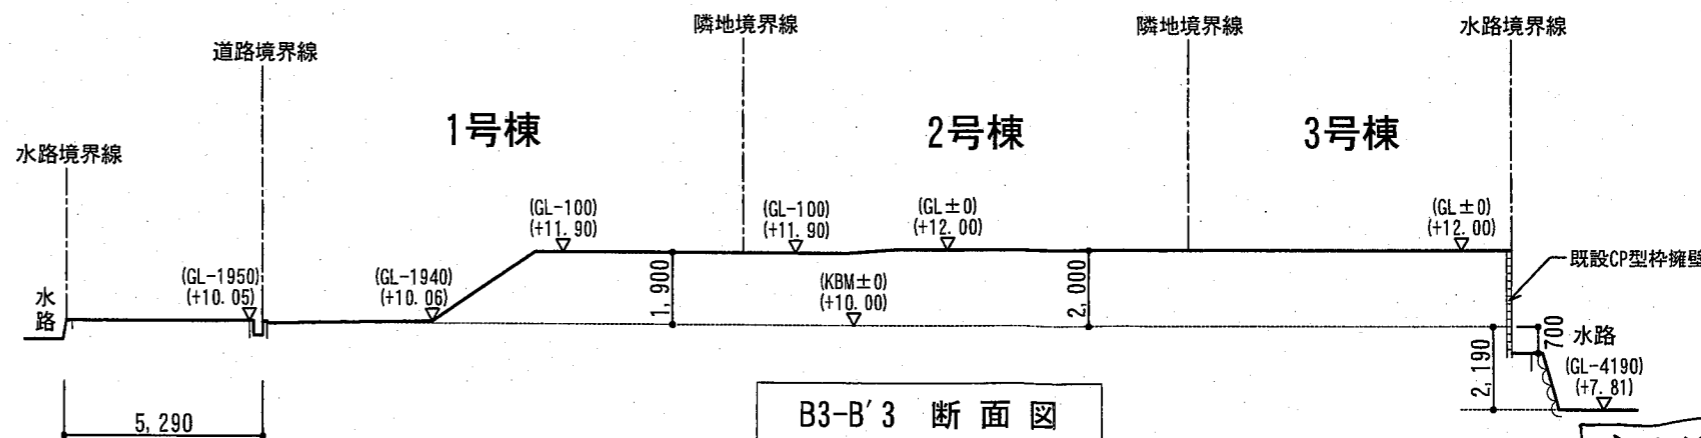 隣地境界線
隣地境界線
水路境界線
道路境界線
1号棟
2号棟
3号棟
水路境界線
(GL-100)
(+11.90)
(GL-100)
(+11.90)
(GL±0)
(+12.00)
(GL±0)
(+12.00)
既設CP型枠擁壁
(GL-1950)
(+10.05)
(GL-1940)
(+10.06)
1,900
(KBM±0)
(+10.00)
2,000
水路
700
水路
2,190
(GL-4190)
(+7.81)
B3-B'3 断面図
5,290